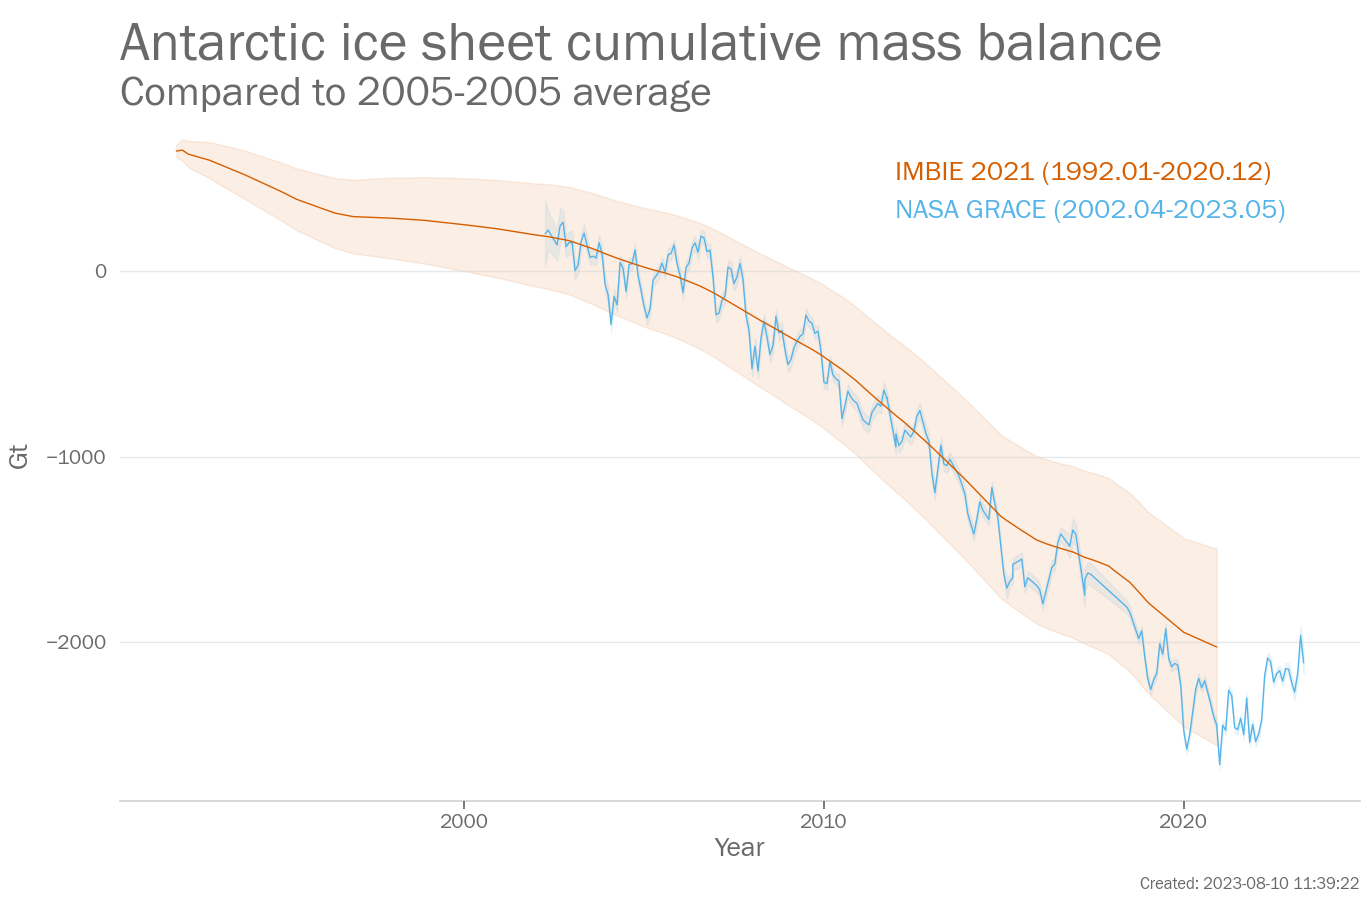 Antarctic ice sheet cumulative mass balance
Compared to 2005-2005 average
IMBIE 2021 (1992.01-2020.12)
NASA GRACE (2002.04-2023.05)
0
−1000
−2000
Gt
2000
2010
2020
Year
Created: 2023-08-10 11:39:22